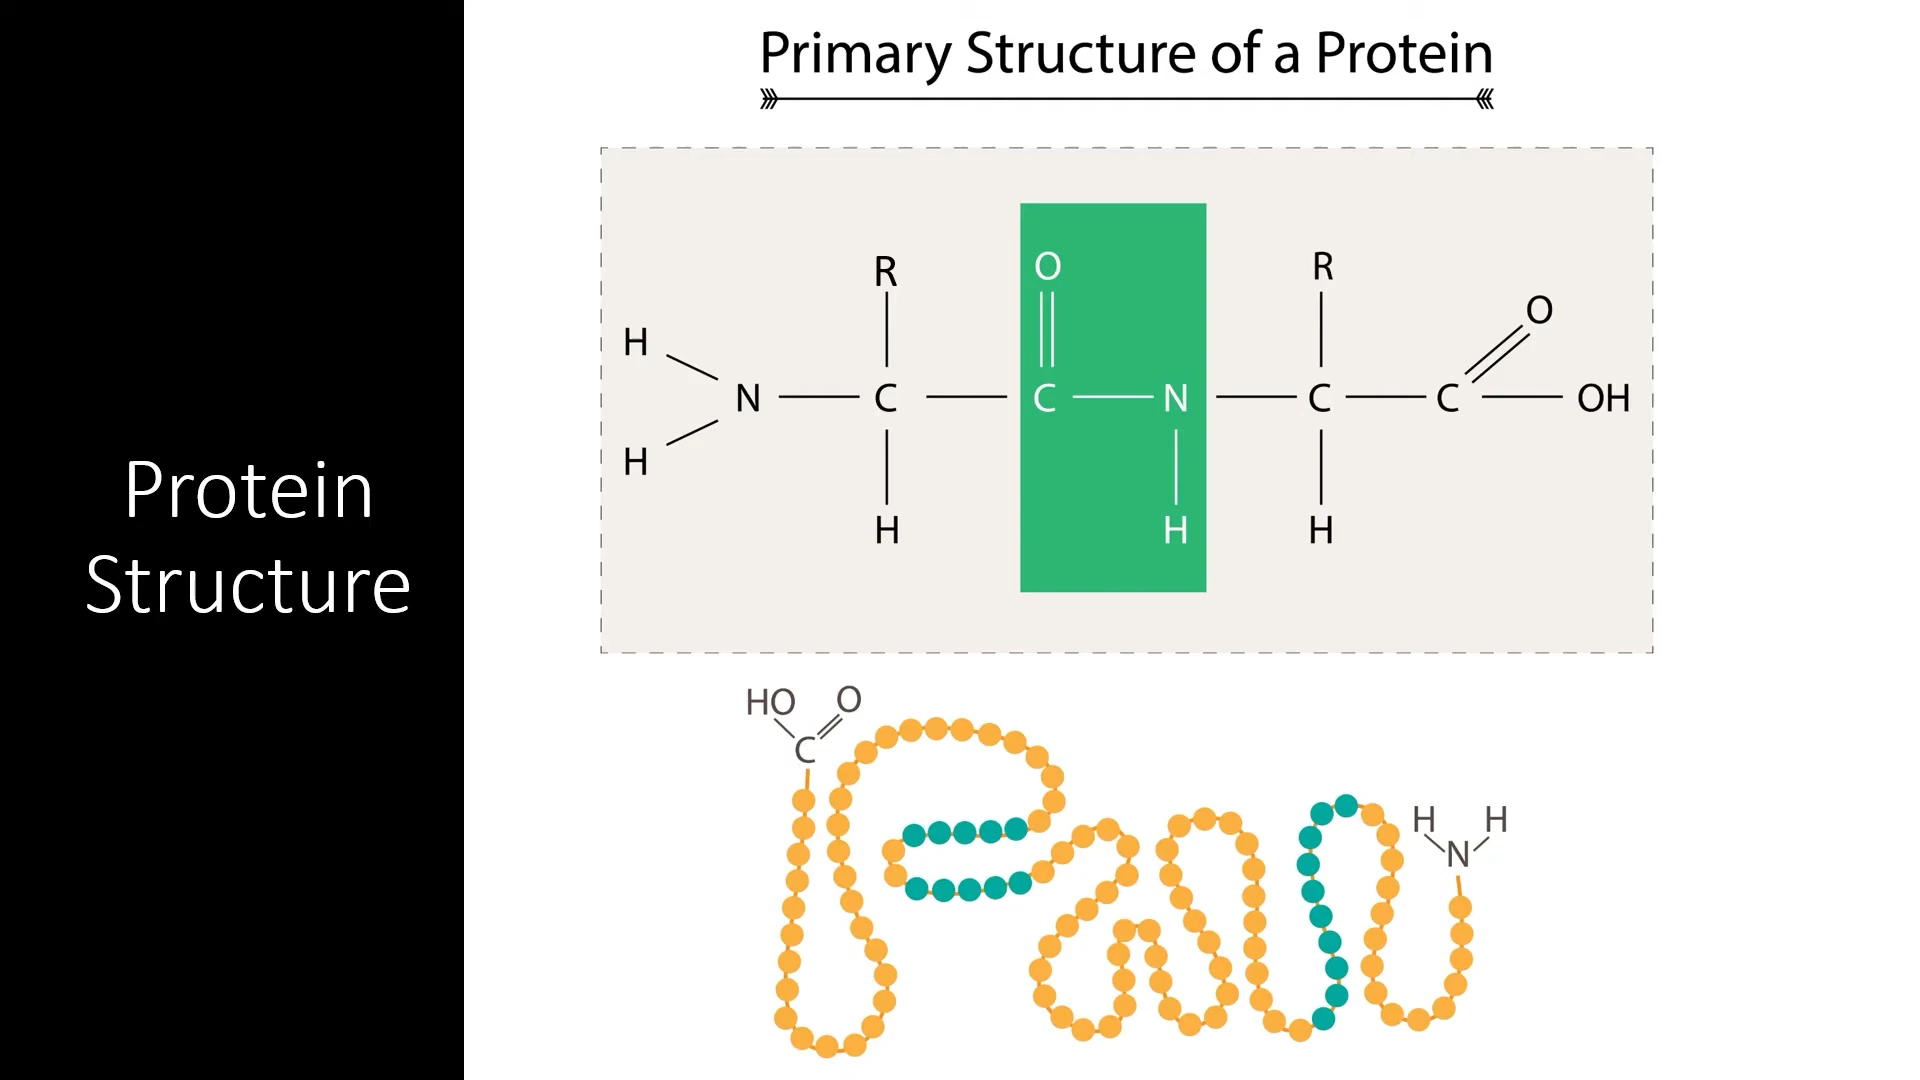 Protein
Structure
Primary Structure of a Protein
R
O
R
O
H
N
C
C
N
C
C
OH
H
H
H
H
HO
O
C
H
H
N